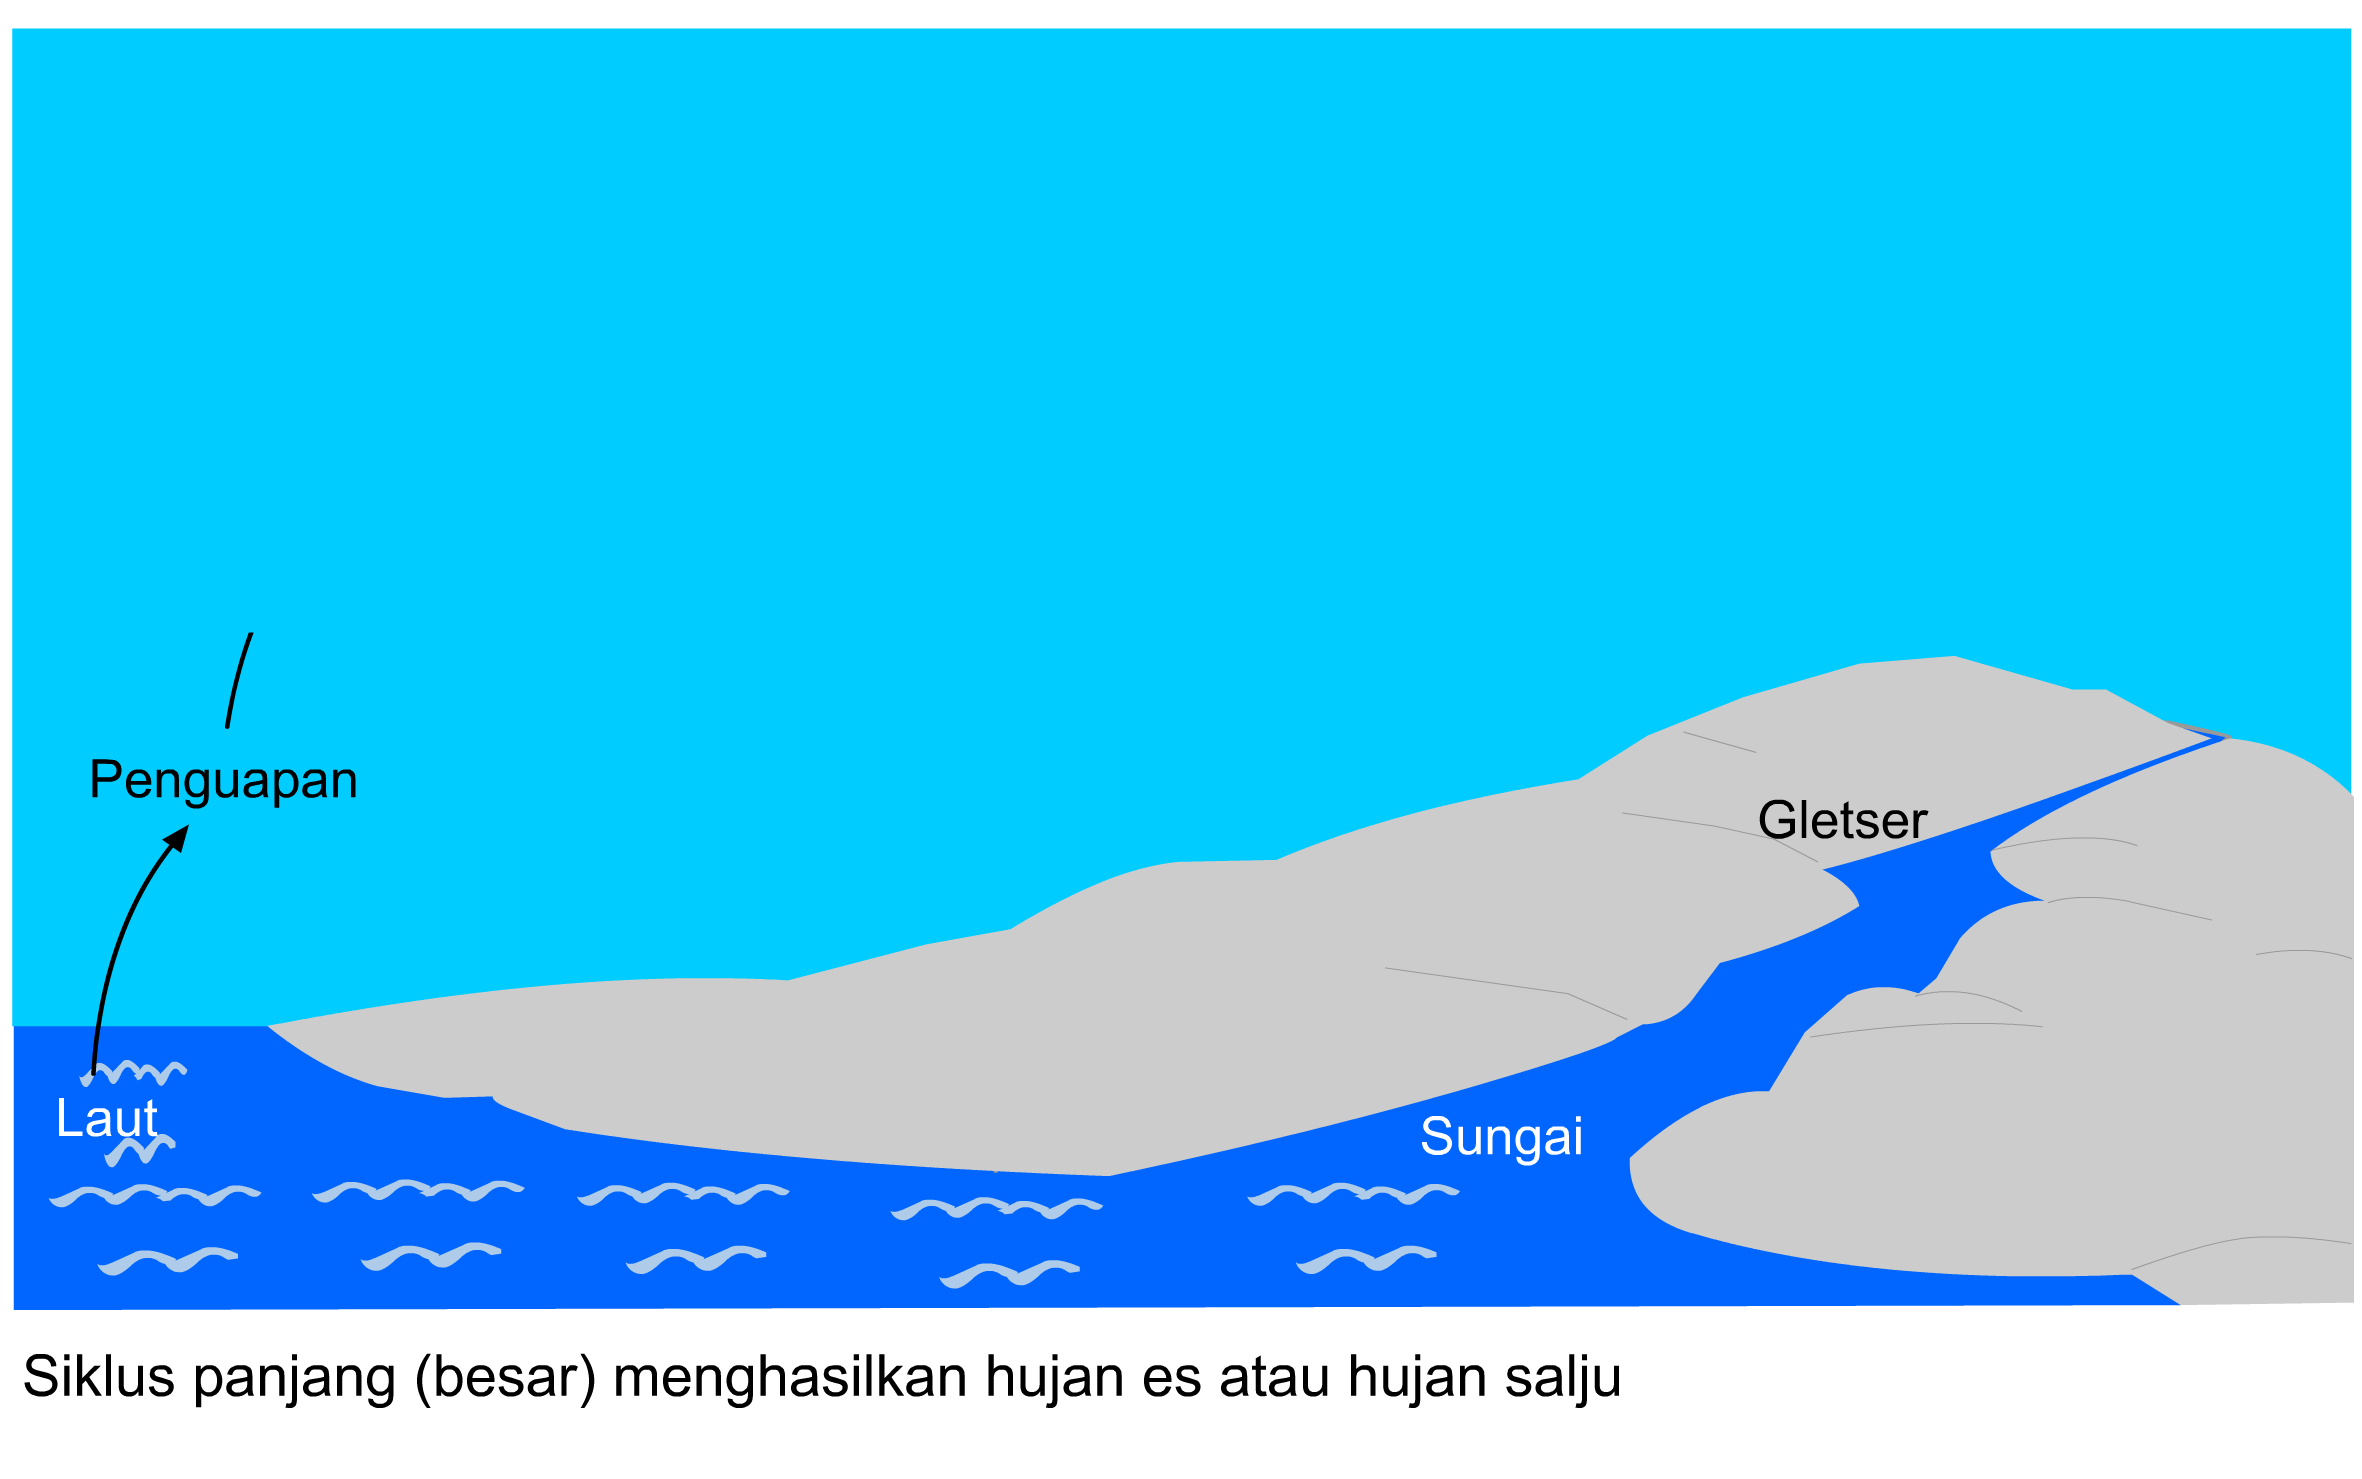 Penguapan
Gletser
Laut
Sungai
Siklus panjang (besar) menghasilkan hujan es atau hujan salju